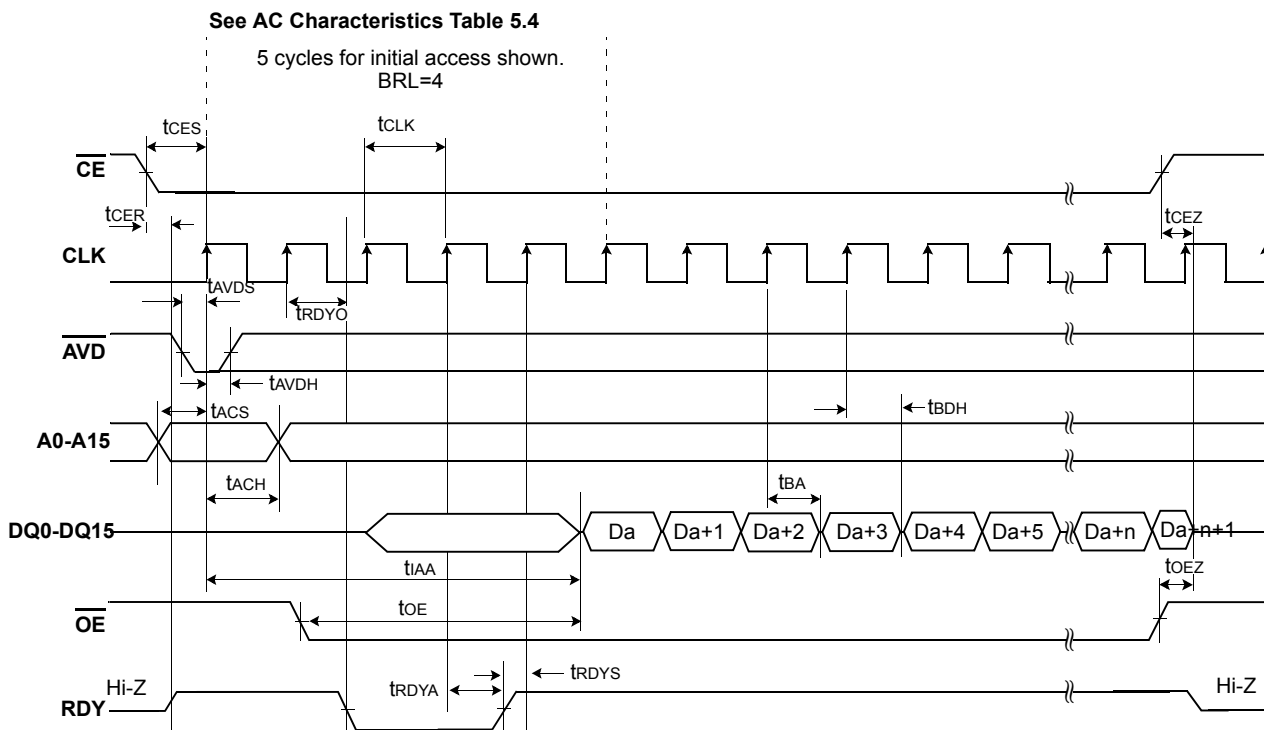 See AC Characteristics Table 5.4
5 cycles for initial access shown.
BRL=4
tCES
tCLK
CE
tCER
tCEZ
CLK
tAVDS
tRDYO
AVD
tAVDH
tACS
tBDH
A0-A15
tACH
tBA
DQ0-DQ15
Da
Da+1
Da+2
Da+3
Da+4
Da+5
Da+n
Da+n+1
tIAA
tOEZ
tOE
OE
tRDYS
tRDYA
Hi-Z
Hi-Z
RDY